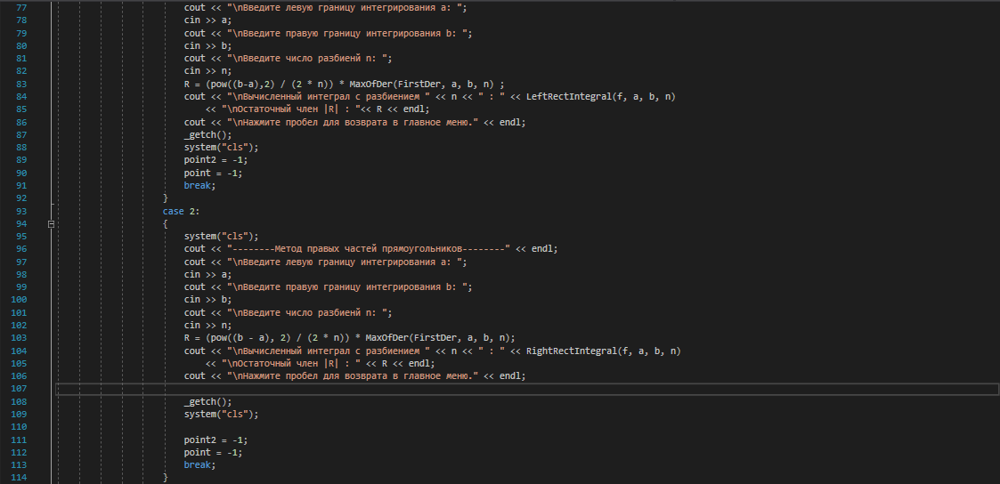 77 cout << "\nВведите левую границу интегрирования a: ";
78 cin >> a;
79 cout << "\nВведите правую границу интегрирования b: ";
80 cin >> b;
81 cout << "\nВведите число разбиенй n: ";
82 cin >> n;
83 R = (pow((b-a),2) / (2 * n)) * MaxOfDer(FirstDer, a, b, n) ;
84 cout << "\nВычисленный интеграл с разбиением " << n << " : " << LeftRectIntegral(f, a, b, n)
85 << "\nОстаточный член |R| : "<< R << endl;
86 cout << "\nНажмите пробел для возврата в главное меню." << endl;
87 _getch();
88 system("cls");
89 point2 = -1;
90 point = -1;
91 break;
92 }
93 case 2:
94 {
95 system("cls");
96 cout << "--------Метод правых частей прямоугольников--------" << endl;
97 cout << "\nВведите левую границу интегрирования a: ";
98 cin >> a;
99 cout << "\nВведите правую границу интегрирования b: ";
100 cin >> b;
101 cout << "\nВведите число разбиенй n: ";
102 cin >> n;
103 R = (pow((b - a), 2) / (2 * n)) * MaxOfDer(FirstDer, a, b, n);
104 cout << "\nВычисленный интеграл с разбиением " << n << " : " << RightRectIntegral(f, a, b, n)
105 << "\nОстаточный член |R| : " << R << endl;
106 cout << "\nНажмите пробел для возврата в главное меню." << endl;
107
108 _getch();
109 system("cls");
110
111 point2 = -1;
112 point = -1;
113 break;
114 }